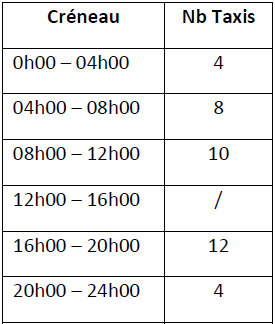 Créneau Nb Taxis
0h00 – 04h00 4
04h00 – 08h00 8
08h00 – 12h00 10
12h00 – 16h00 /
16h00 – 20h00 12
20h00 – 24h00 4